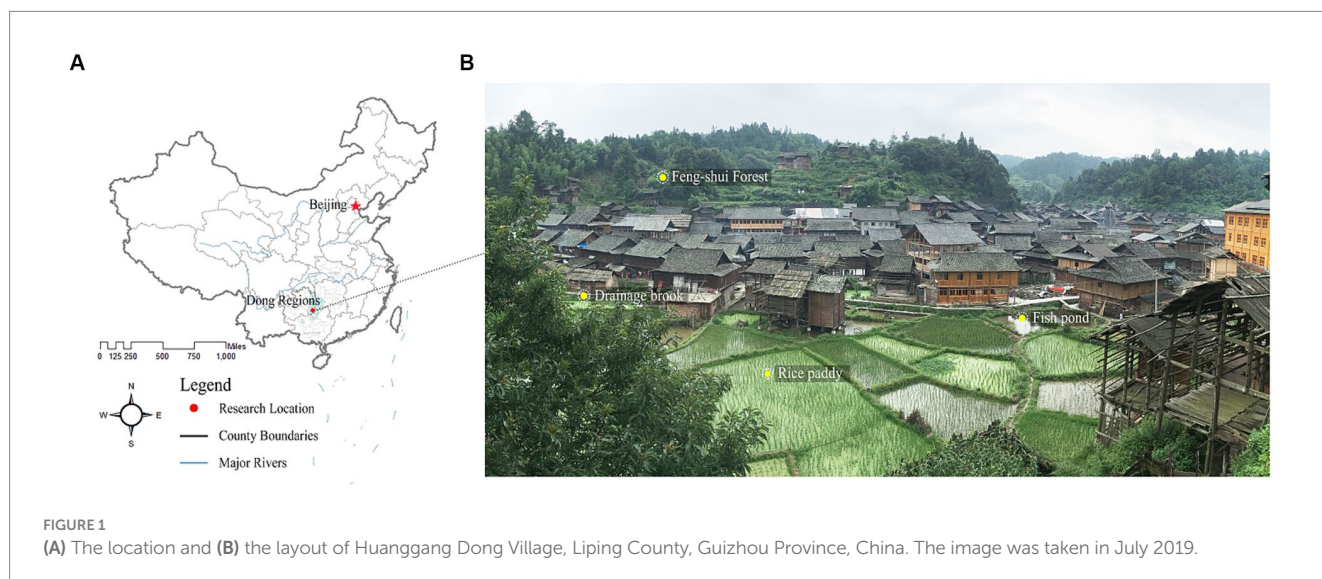 A
B
Beijing
Dong Regions
Miles
0 125 250 500 750 1,000
Legend
N
W E
S
Research Location
County Boundaries
Major Rivers
Feng-shui Forest
Drainage brook
Fish pond
Rice paddy
FIGURE 1
(A) The location and (B) the layout of Huanggang Dong Village, Liping County, Guizhou Province, China. The image was taken in July 2019.